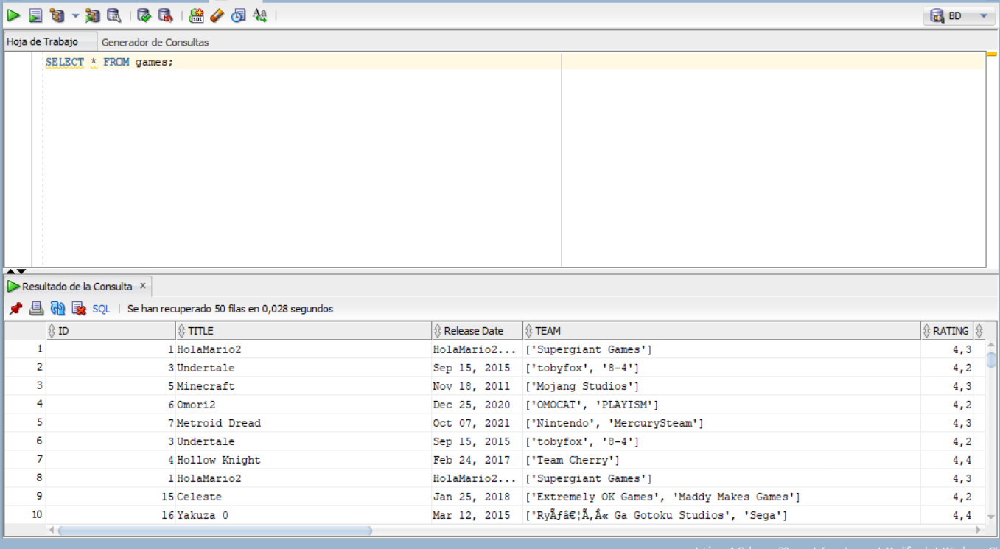 BD
Hoja de Trabajo Generador de Consultas
SELECT * FROM games;
Resultado de la Consulta x
SQL | Se han recuperado 50 filas en 0,028 segundos
ID TITLE Release Date TEAM RATING
1 1 HolaMario2 HolaMario2... ['Supergiant Games'] 4,3
2 3 Undertale Sep 15, 2015 ['tobyfox', '8-4'] 4,2
3 5 Minecraft Nov 18, 2011 ['Mojang Studios'] 4,3
4 6 Omori2 Dec 25, 2020 ['OMOCAT', 'PLAYISM'] 4,2
5 7 Metroid Dread Oct 07, 2021 ['Nintendo', 'MercurySteam'] 4,3
6 3 Undertale Sep 15, 2015 ['tobyfox', '8-4'] 4,2
7 4 Hollow Knight Feb 24, 2017 ['Team Cherry'] 4,4
8 1 HolaMario2 HolaMario2... ['Supergiant Games'] 4,3
9 15 Celeste Jan 25, 2018 ['Extremely OK Games', 'Maddy Makes Games'] 4,2
10 16 Yakuza 0 Mar 12, 2015 ['RyÃƒâ€¦Ã‚Â« Ga Gotoku Studios', 'Sega'] 4,4